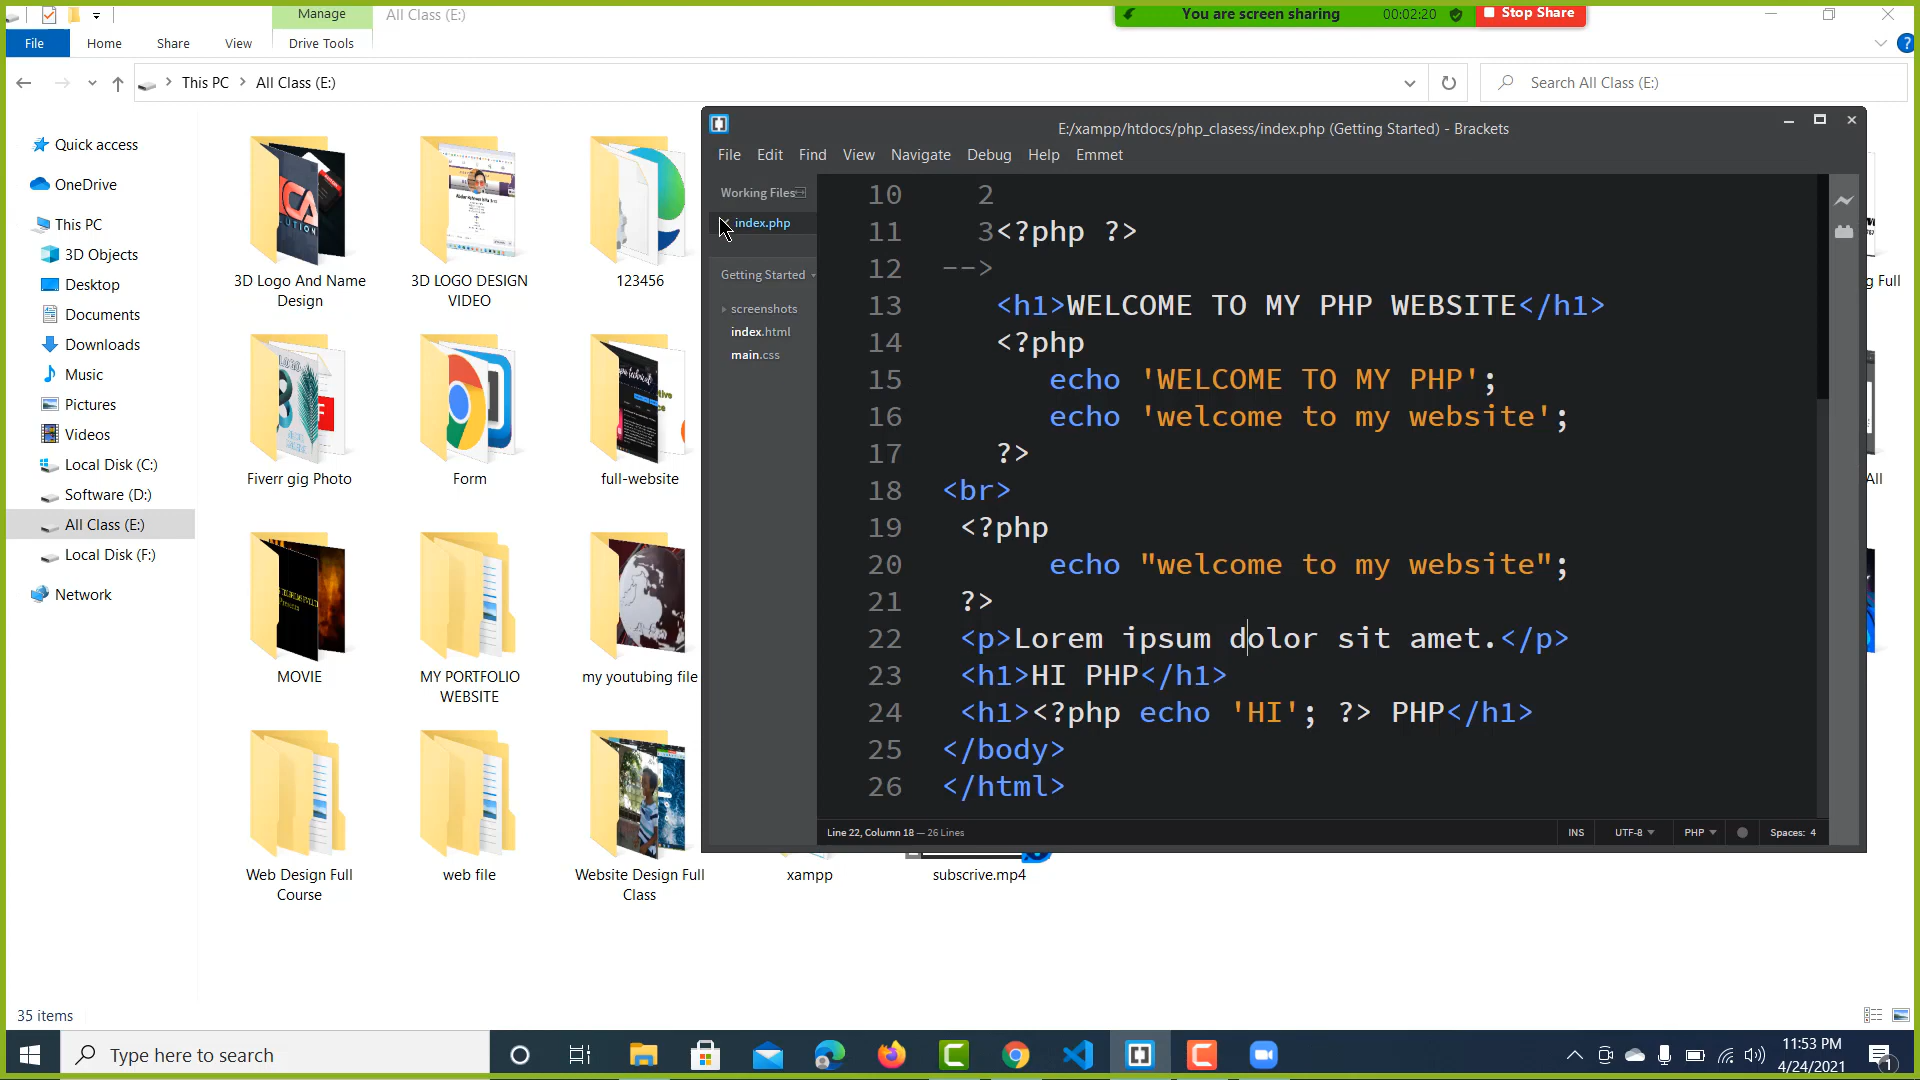 Manage
All Class (E:)
You are screen sharing
00:02:20
Stop Share
File
Home
Share
View
Drive Tools
This PC
All Class (E:)
Search All Class (E:)
Quick access
OneDrive
This PC
3D Objects
Desktop
Documents
Downloads
Music
Pictures
Videos
Local Disk (C:)
Software (D:)
All Class (E:)
Local Disk (F:)
Network
3D Logo And Name
Design
3D LOGO DESIGN
VIDEO
123456
Fiverr gig Photo
Form
full-website
MOVIE
MY PORTFOLIO
WEBSITE
my youtubing file
Web Design Full
Course
web file
Website Design Full
Class
xampp
subscrive.mp4
g Full
All
E:/xampp/htdocs/php_clasess/index.php (Getting Started) - Brackets
File
Edit
Find
View
Navigate
Debug
Help
Emmet
Working Files
index.php
Getting Started
screenshots
index.html
main.css
10 2
11 3<?php ?>
12 -->
13 <h1>WELCOME TO MY PHP WEBSITE</h1>
14 <?php
15 echo 'WELCOME TO MY PHP';
16 echo 'welcome to my website';
17 ?>
18 <br>
19 <?php
20 echo "welcome to my website";
21 ?>
22 <p>Lorem ipsum dolor sit amet.</p>
23 <h1>HI PHP</h1>
24 <h1><?php echo 'HI'; ?> PHP</h1>
25 </body>
26 </html>
Line 22, Column 18 — 26 Lines
INS
UTF-8
PHP
Spaces: 4
35 items
Type here to search
11:53 PM
4/24/2021
1